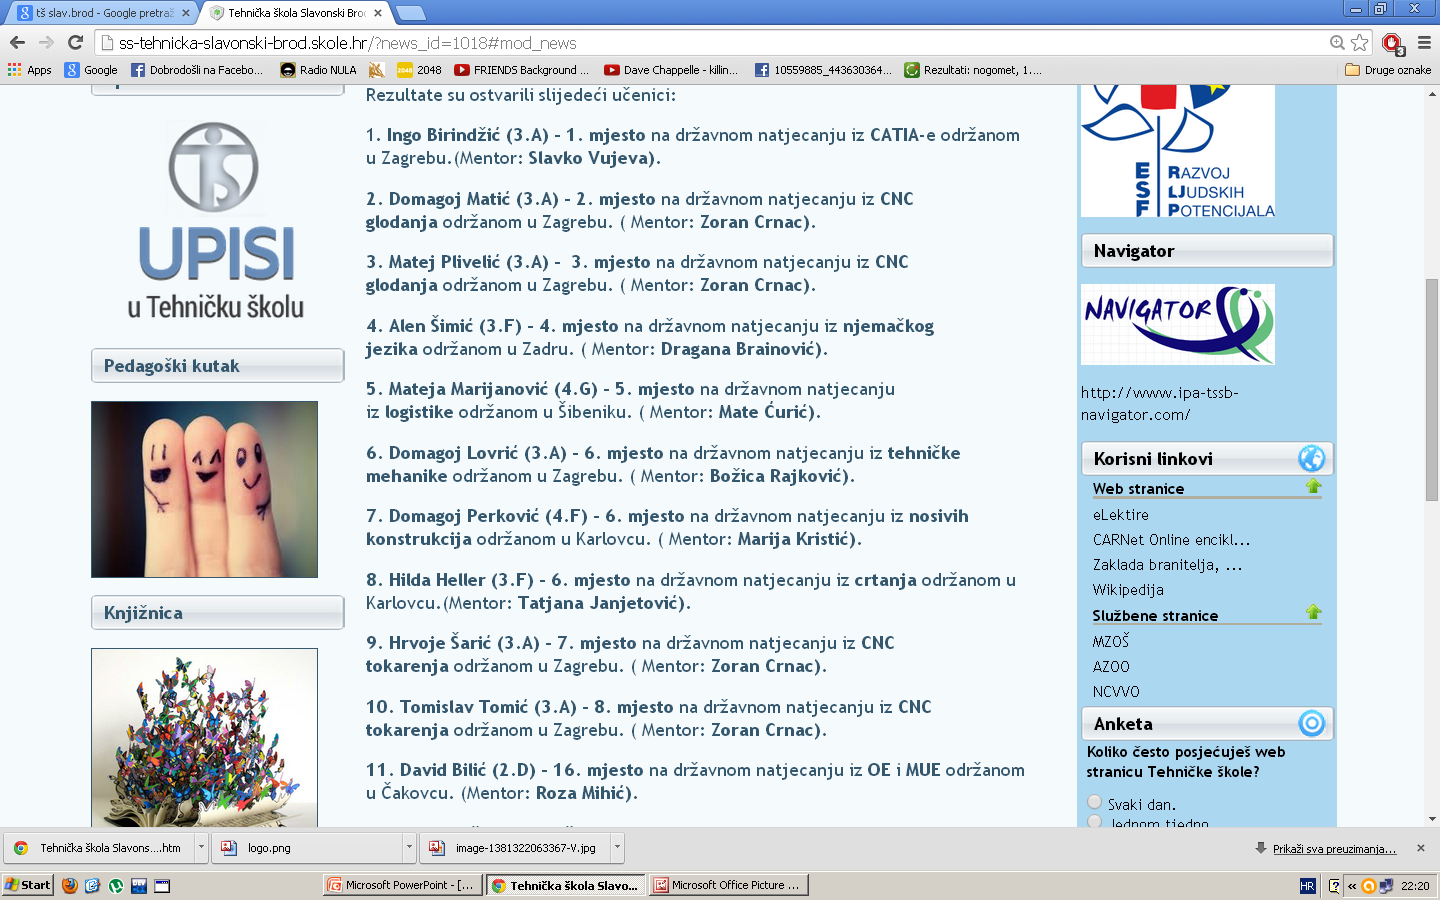 tš slav.brod - Google pretraž
Tehnička škola Slavonski Bro
ss-tehnicka-slavonski-brod.skole.hr/?news_id=1018#mod_news
3
Apps
Google
Dobrodošli na Facebo...
Radio NULA
2048
2048
FRIENDS Background ...
Dave Chappelle - killin...
10559885_443630364...
Rezultati: nogomet, 1....
Druge oznake
UPISI
u Tehničku školu
Pedagoški kutak
Knjižnica
Rezultate su ostvarili slijedeći učenici:
1. Ingo Birindžić (3.A) - 1. mjesto na državnom natjecanju iz CATIA-e održanom
u Zagrebu.(Mentor: Slavko Vujeva).
2. Domagoj Matić (3.A) - 2. mjesto na državnom natjecanju iz CNC
glodanja održanom u Zagrebu. ( Mentor: Zoran Crnac).
3. Matej Plivelić (3.A) -  3. mjesto na državnom natjecanju iz CNC
glodanja održanom u Zagrebu. ( Mentor: Zoran Crnac).
4. Alen Šimić (3.F) - 4. mjesto na državnom natjecanju iz njemačkog
jezika održanom u Zadru. ( Mentor: Dragana Brainović).
5. Mateja Marijanović (4.G) - 5. mjesto na državnom natjecanju
iz logistike održanom u Šibeniku. ( Mentor: Mate Ćurić).
6. Domagoj Lovrić (3.A) - 6. mjesto na državnom natjecanju iz tehničke
mehanike održanom u Zagrebu. ( Mentor: Božica Rajković).
7. Domagoj Perković (4.F) - 6. mjesto na državnom natjecanju iz nosivih
konstrukcija održanom u Karlovcu. ( Mentor: Marija Kristić).
8. Hilda Heller (3.F) - 6. mjesto na državnom natjecanju iz crtanja održanom u
Karlovcu.(Mentor: Tatjana Janjetović).
9. Hrvoje Šarić (3.A) - 7. mjesto na državnom natjecanju iz CNC
tokarenja održanom u Zagrebu. ( Mentor: Zoran Crnac).
10. Tomislav Tomić (3.A) - 8. mjesto na državnom natjecanju iz CNC
tokarenja održanom u Zagrebu. ( Mentor: Zoran Crnac).
11. David Bilić (2.D) - 16. mjesto na državnom natjecanju iz OE i MUE održanom
u Čakovcu. (Mentor: Roza Mihić).
ESF
RAZVOJ
LJUDSKIH
POTENCIJALA
Navigator
NAVIGATOR
http://www.ipa-tssb-
navigator.com/
Korisni linkovi
Web stranice
eLektire
CARNet Online encikl...
Zaklada branitelja, ...
Wikipedija
Službene stranice
MZOŠ
AZOO
NCVVO
Anketa
Koliko često posjećuješ web
stranicu Tehničke škole?
Svaki dan.
Jednom tjedno
Tehnička škola Slavons....htm
logo.png
image-1381322063367-V.jpg
Prikaži sva preuzimanja...
Start
Microsoft PowerPoint - [...
Tehnička škola Slavo...
Microsoft Office Picture ...
HR
22:20